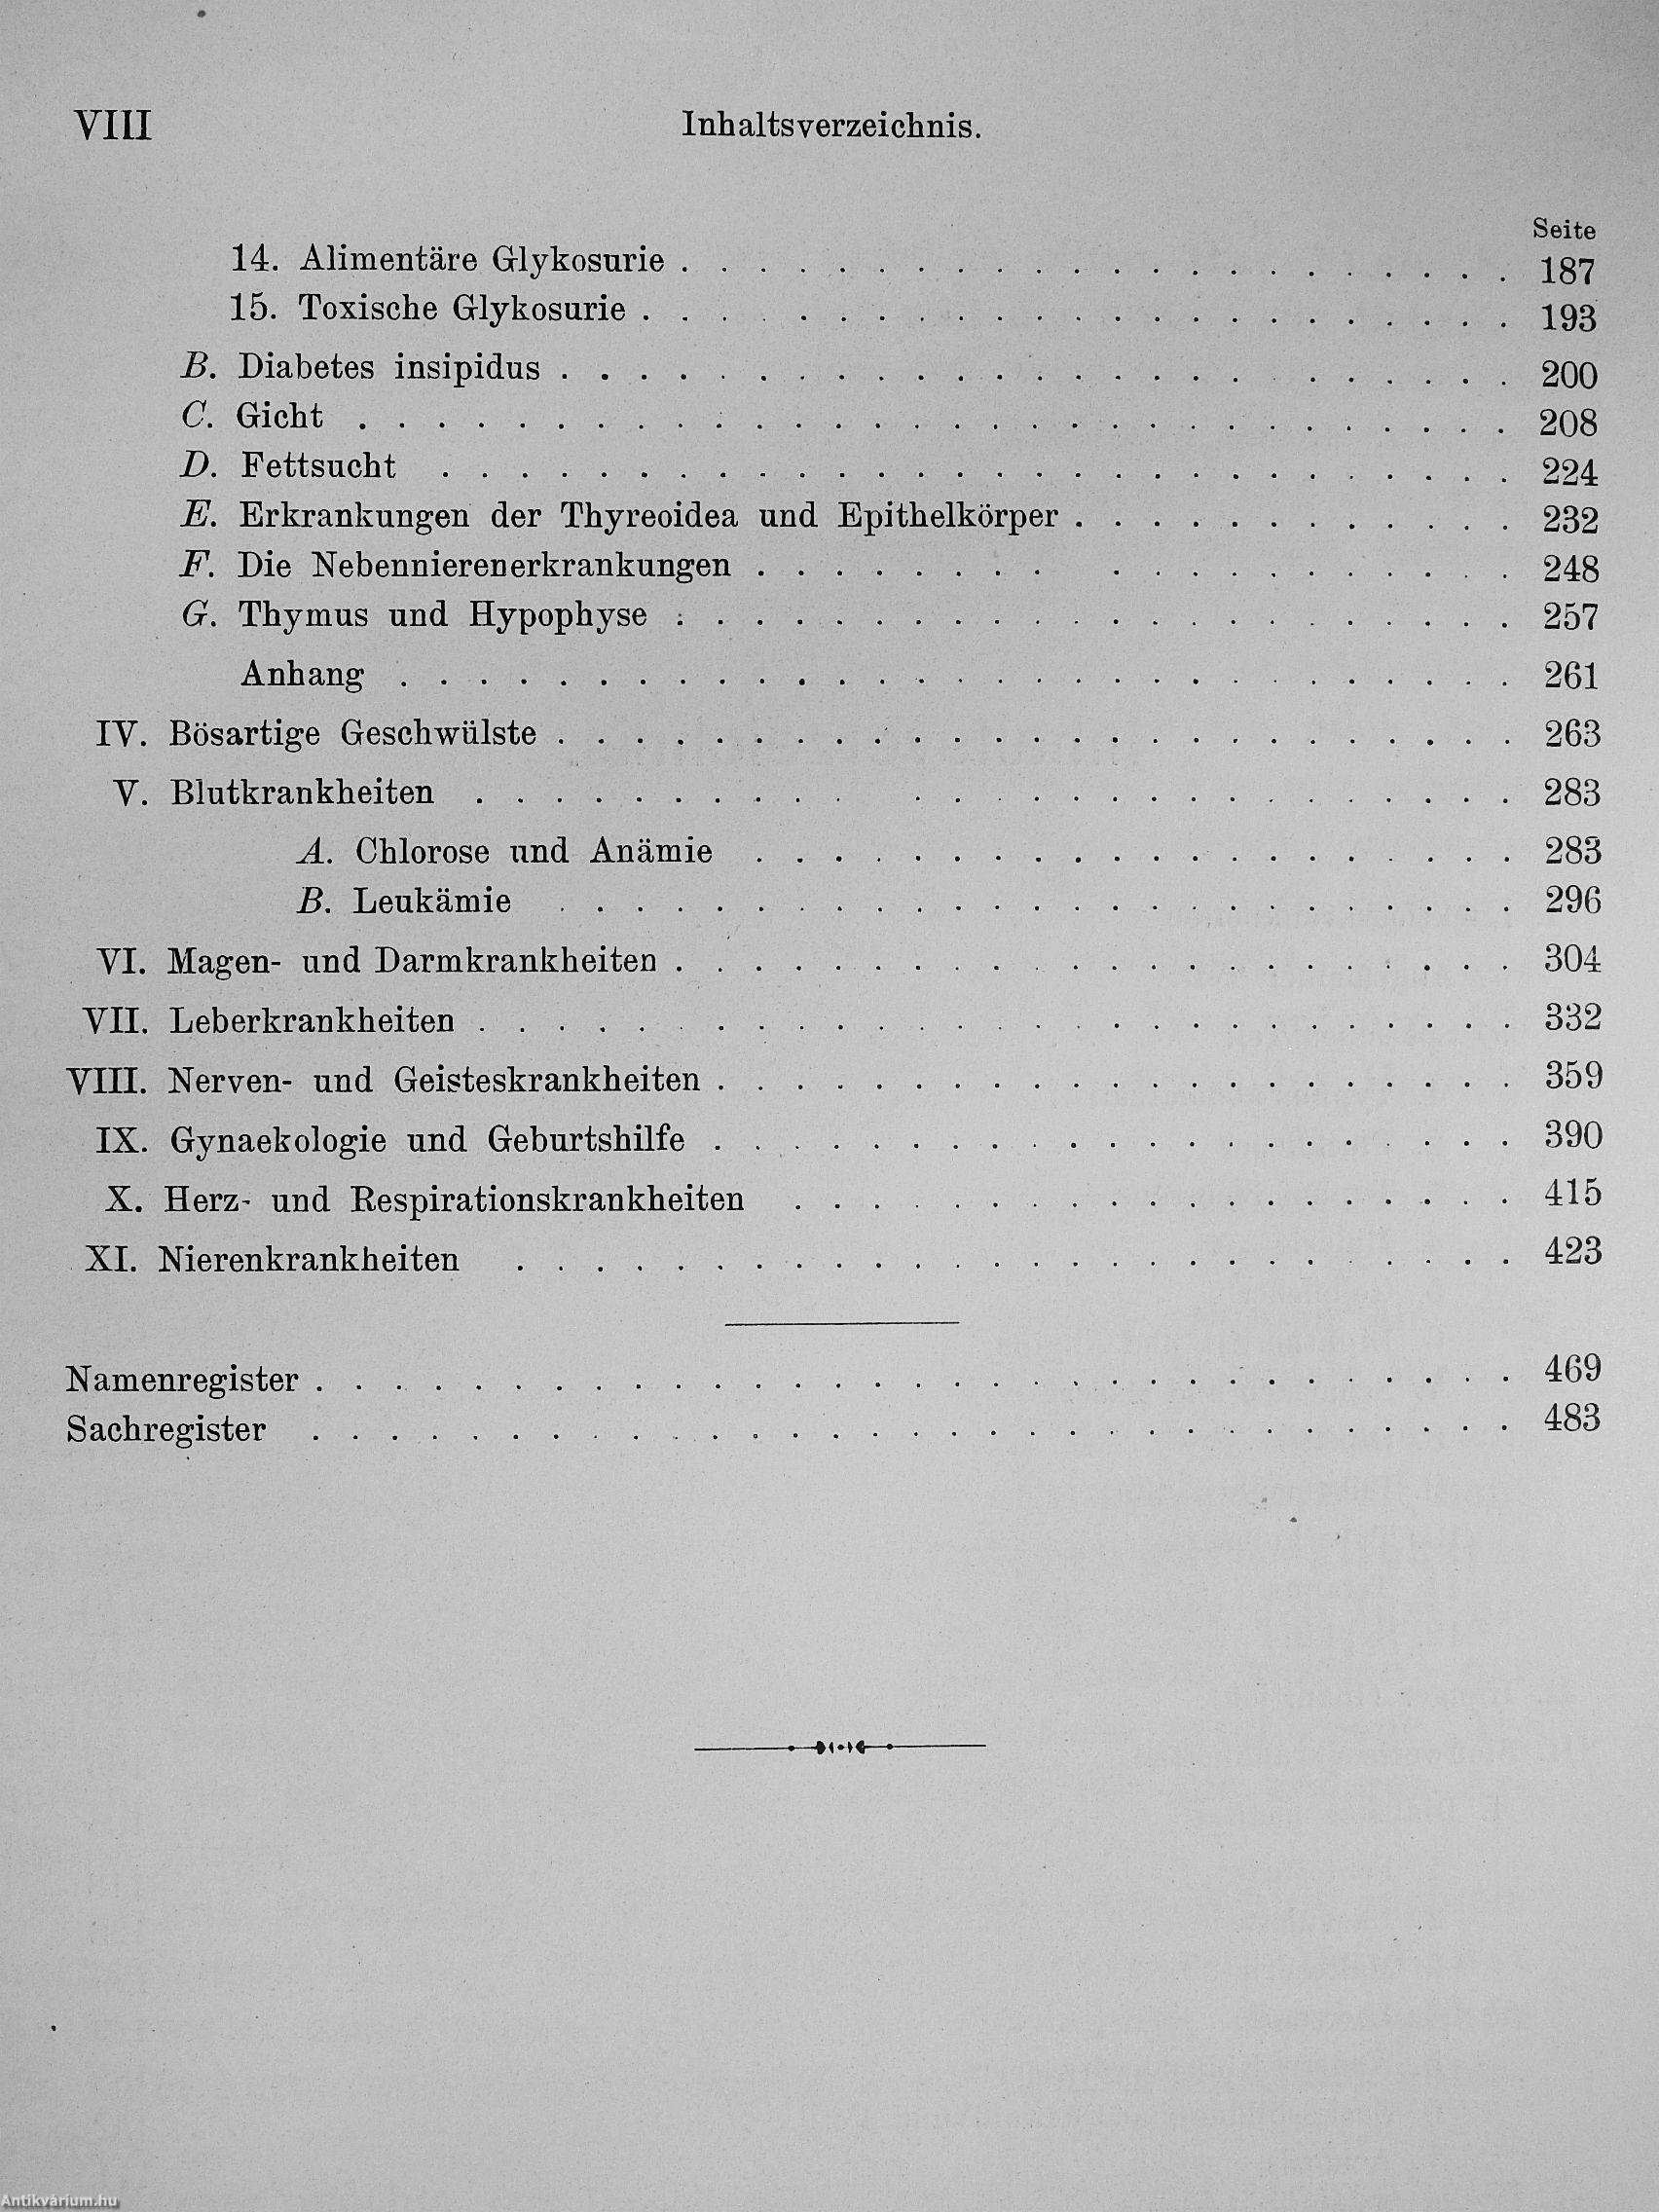 VIII Inhaltsverzeichnis.
Seite
14. Alimentäre Glykosurie . . . . . . . . . . . . . . . . . . . . . . 187
15. Toxische Glykosurie . . . . . . . . . . . . . . . . . . . . . . . 193
B. Diabetes insipidus . . . . . . . . . . . . . . . . . . . . . . . . 200
C. Gicht . . . . . . . . . . . . . . . . . . . . . . . . . . . . . . 208
D. Fettsucht . . . . . . . . . . . . . . . . . . . . . . . . . . . . 224
E. Erkrankungen der Thyreoidea und Epithelkörper . . . . . . . . . . . . 232
F. Die Nebennierenerkrankungen . . . . . . . . . . . . . . . . . . . 248
G. Thymus und Hypophyse . . . . . . . . . . . . . . . . . . . . . . 257
Anhang . . . . . . . . . . . . . . . . . . . . . . . . . . . . . 261
IV. Bösartige Geschwülste . . . . . . . . . . . . . . . . . . . . . . . . . 263
V. Blutkrankheiten . . . . . . . . . . . . . . . . . . . . . . . . . . . 283
A. Chlorose und Anämie . . . . . . . . . . . . . . . . . . . . 283
B. Leukämie . . . . . . . . . . . . . . . . . . . . . . . . . 296
VI. Magen- und Darmkrankheiten . . . . . . . . . . . . . . . . . . . . . . 304
VII. Leberkrankheiten . . . . . . . . . . . . . . . . . . . . . . . . . . . 332
VIII. Nerven- und Geisteskrankheiten . . . . . . . . . . . . . . . . . . . . . 359
IX. Gynaekologie und Geburtshilfe . . . . . . . . . . . . . . . . . . . . . 390
X. Herz- und Respirationskrankheiten . . . . . . . . . . . . . . . . . . . 415
XI. Nierenkrankheiten . . . . . . . . . . . . . . . . . . . . . . . . . . 423
Namenregister . . . . . . . . . . . . . . . . . . . . . . . . . . . . . . . 469
Sachregister . . . . . . . . . . . . . . . . . . . . . . . . . . . . . . . 483
Antikvárium.hu